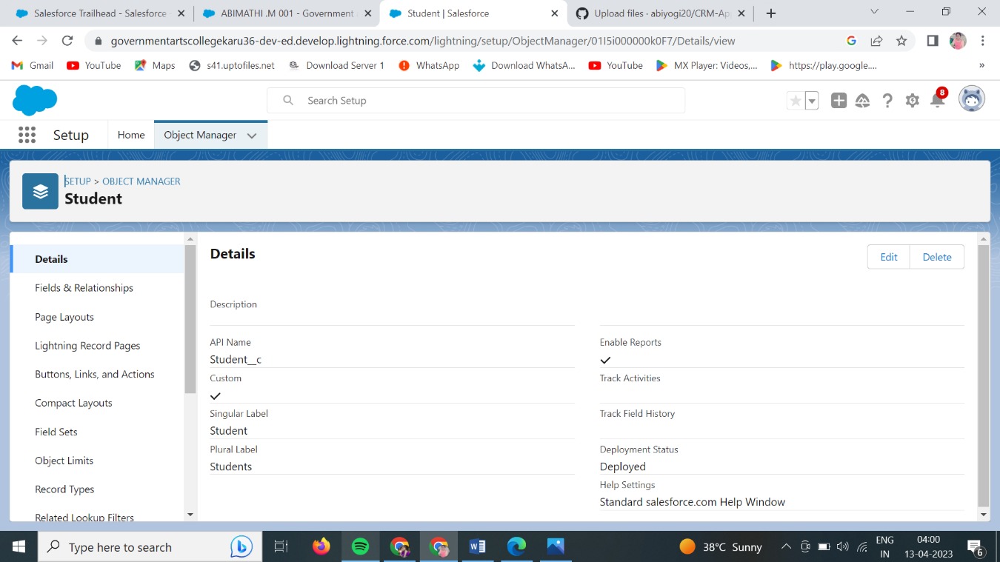 Salesforce Trailhead - Salesforce
ABIMATHI .M 001 - Government
Student | Salesforce
Upload files · abiyogi20/CRM-Ap
governmentartscollegekaru36-dev-ed.develop.lightning.force.com/lightning/setup/ObjectManager/01I5i000000k0F7/Details/view
Gmail YouTube Maps s41.uptofiles.net Download Server 1 WhatsApp Download WhatsA... YouTube MX Player: Videos,... https://play.google.... »
Search Setup
8
Setup Home Object Manager
SETUP > OBJECT MANAGER
Student
Details
Fields & Relationships
Page Layouts
Lightning Record Pages
Buttons, Links, and Actions
Compact Layouts
Field Sets
Object Limits
Record Types
Related Lookup Filters
Details
Edit Delete
Description
API Name
Student__c
Custom
Singular Label
Student
Plural Label
Students
Enable Reports
Track Activities
Track Field History
Deployment Status
Deployed
Help Settings
Standard salesforce.com Help Window
Type here to search
38°C Sunny
ENG
IN
04:00
13-04-2023
6